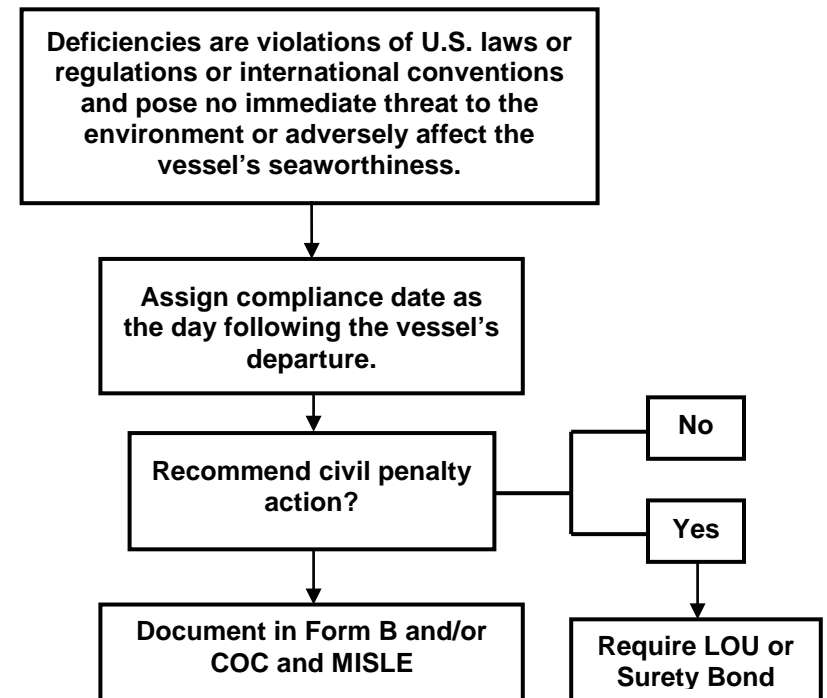 Deficiencies are violations of U.S. laws or
regulations or international conventions
and pose no immediate threat to the
environment or adversely affect the
vessel’s seaworthiness.
Assign compliance date as
the day following the vessel’s
departure.
Recommend civil penalty
action?
No
Yes
Document in Form B and/or
COC and MISLE
Require LOU or
Surety Bond